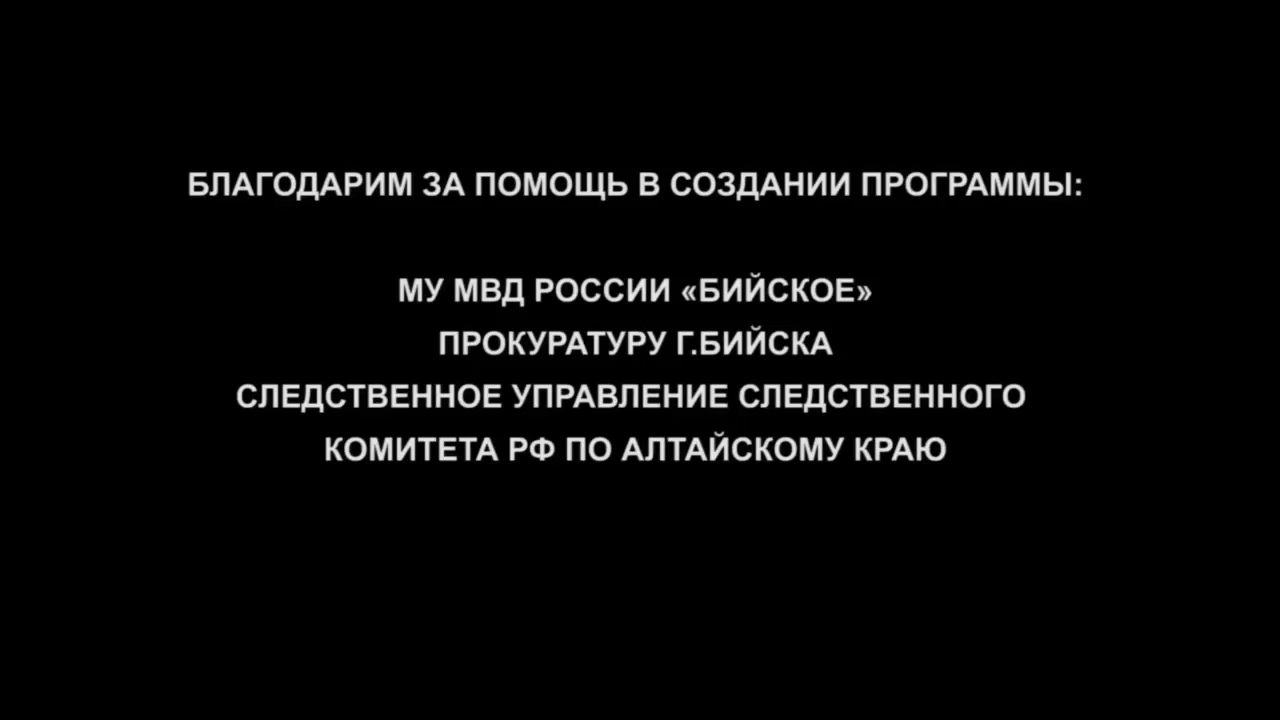 БЛАГОДАРИМ ЗА ПОМОЩЬ В СОЗДАНИИ ПРОГРАММЫ:
МУ МВД РОССИИ «БИЙСКОЕ»
ПРОКУРАТУРУ Г.БИЙСКА
СЛЕДСТВЕННОЕ УПРАВЛЕНИЕ СЛЕДСТВЕННОГО
КОМИТЕТА РФ ПО АЛТАЙСКОМУ КРАЮ